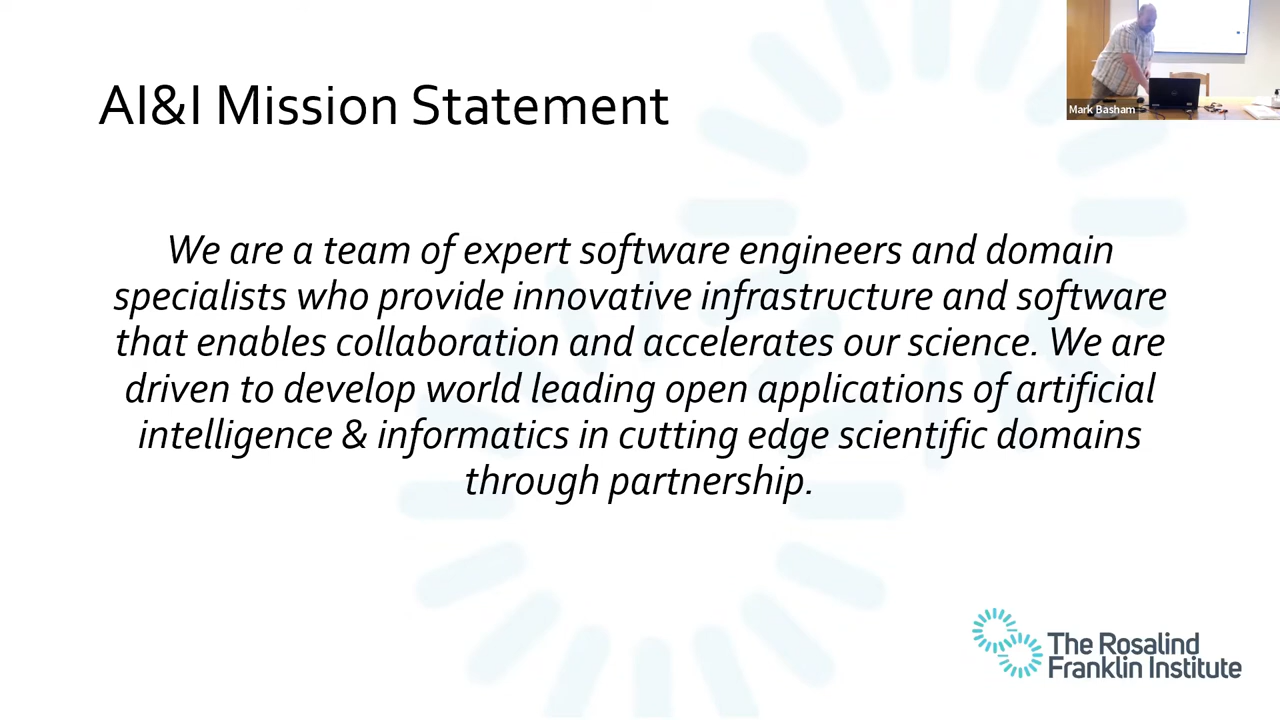 AI&I Mission Statement
Mark Basham
We are a team of expert software engineers and domain
specialists who provide innovative infrastructure and software
that enables collaboration and accelerates our science. We are
driven to develop world leading open applications of artificial
intelligence & informatics in cutting edge scientific domains
through partnership.
The Rosalind
Franklin Institute